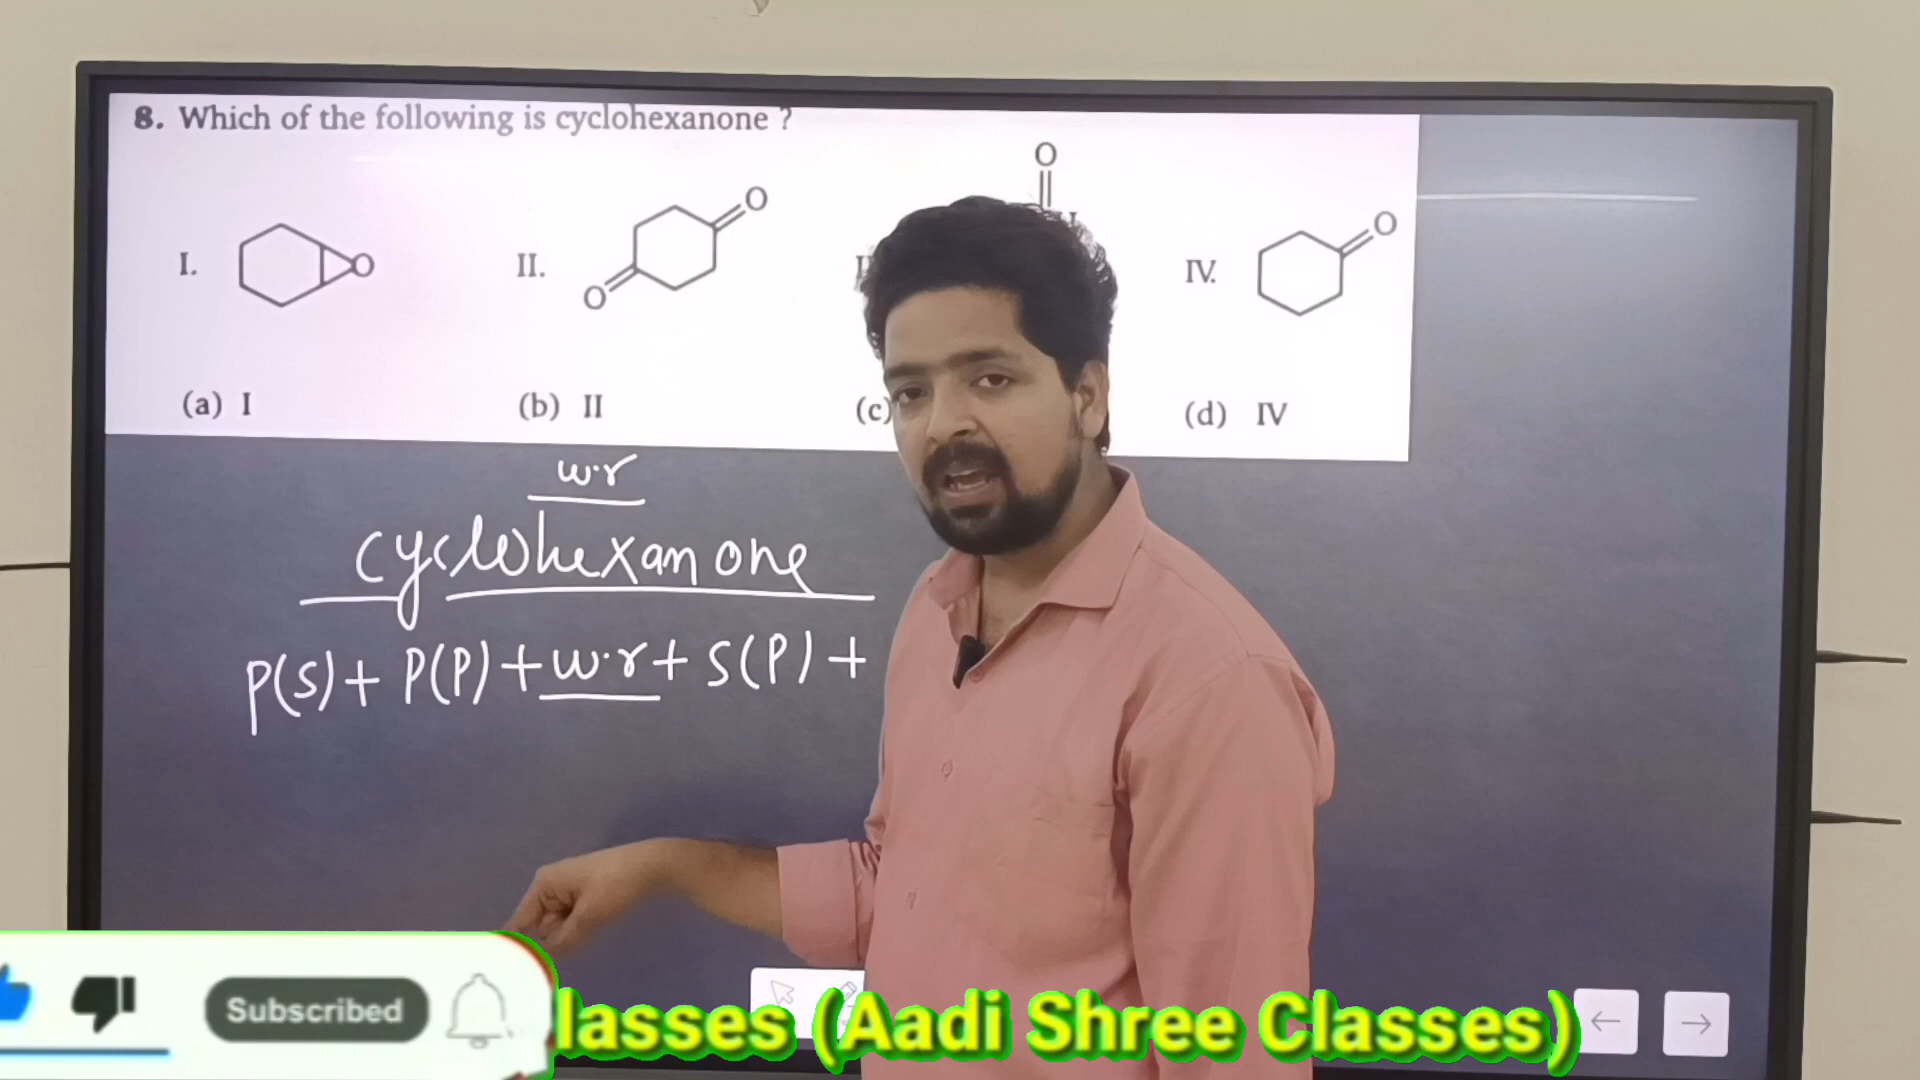 8. Which of the following is cyclohexanone ?
O
I. O
II. O
O
IV. O
(a) I
(b) II
(c)
(d) IV
w.r
cyclohexanone
P(S)+ P(P)+w.r+ S(P)+
Subscribed
lasses (Aadi Shree Classes)